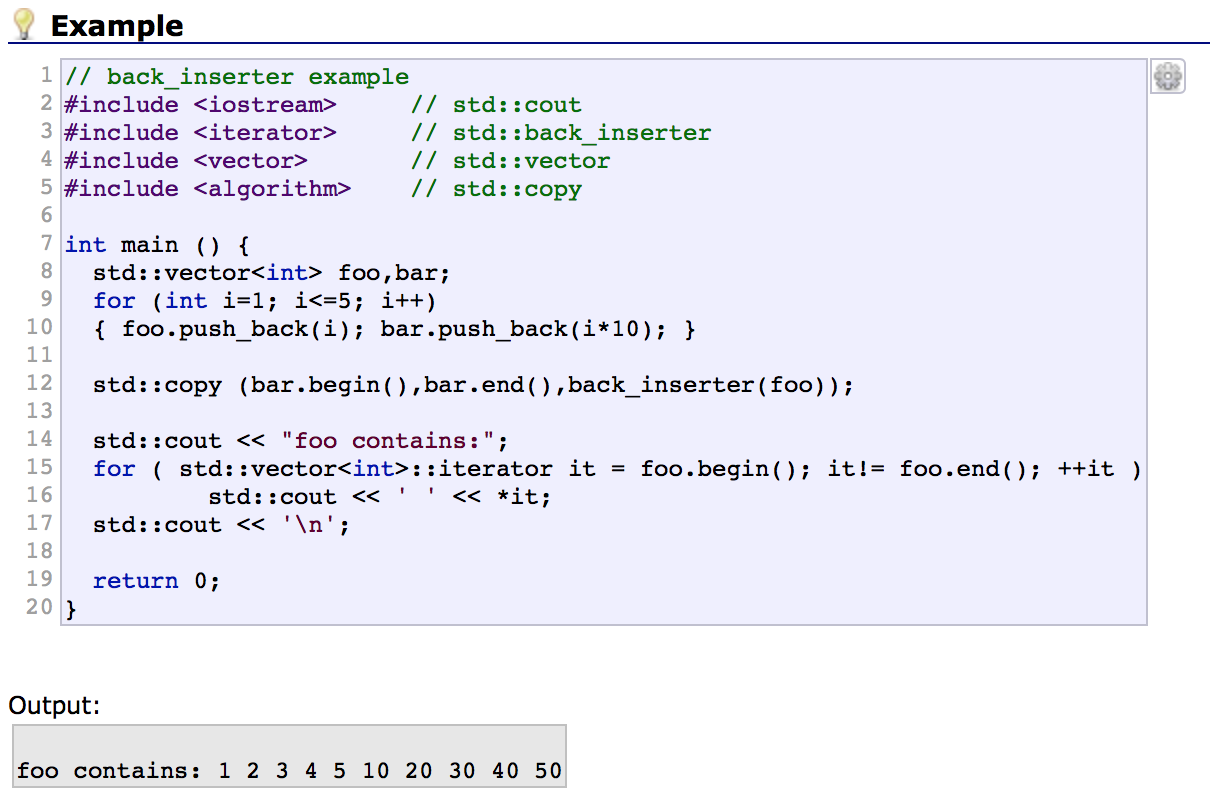 Example
1 // back_inserter example
2 #include <iostream>     // std::cout
3 #include <iterator>     // std::back_inserter
4 #include <vector>       // std::vector
5 #include <algorithm>    // std::copy
6
7 int main () {
8   std::vector<int> foo,bar;
9   for (int i=1; i<=5; i++)
10   { foo.push_back(i); bar.push_back(i*10); }
11
12   std::copy (bar.begin(),bar.end(),back_inserter(foo));
13
14   std::cout << "foo contains:";
15   for ( std::vector<int>::iterator it = foo.begin(); it!= foo.end(); ++it )
16           std::cout << ' ' << *it;
17   std::cout << '\n';
18
19   return 0;
20 }
Output:
foo contains: 1 2 3 4 5 10 20 30 40 50